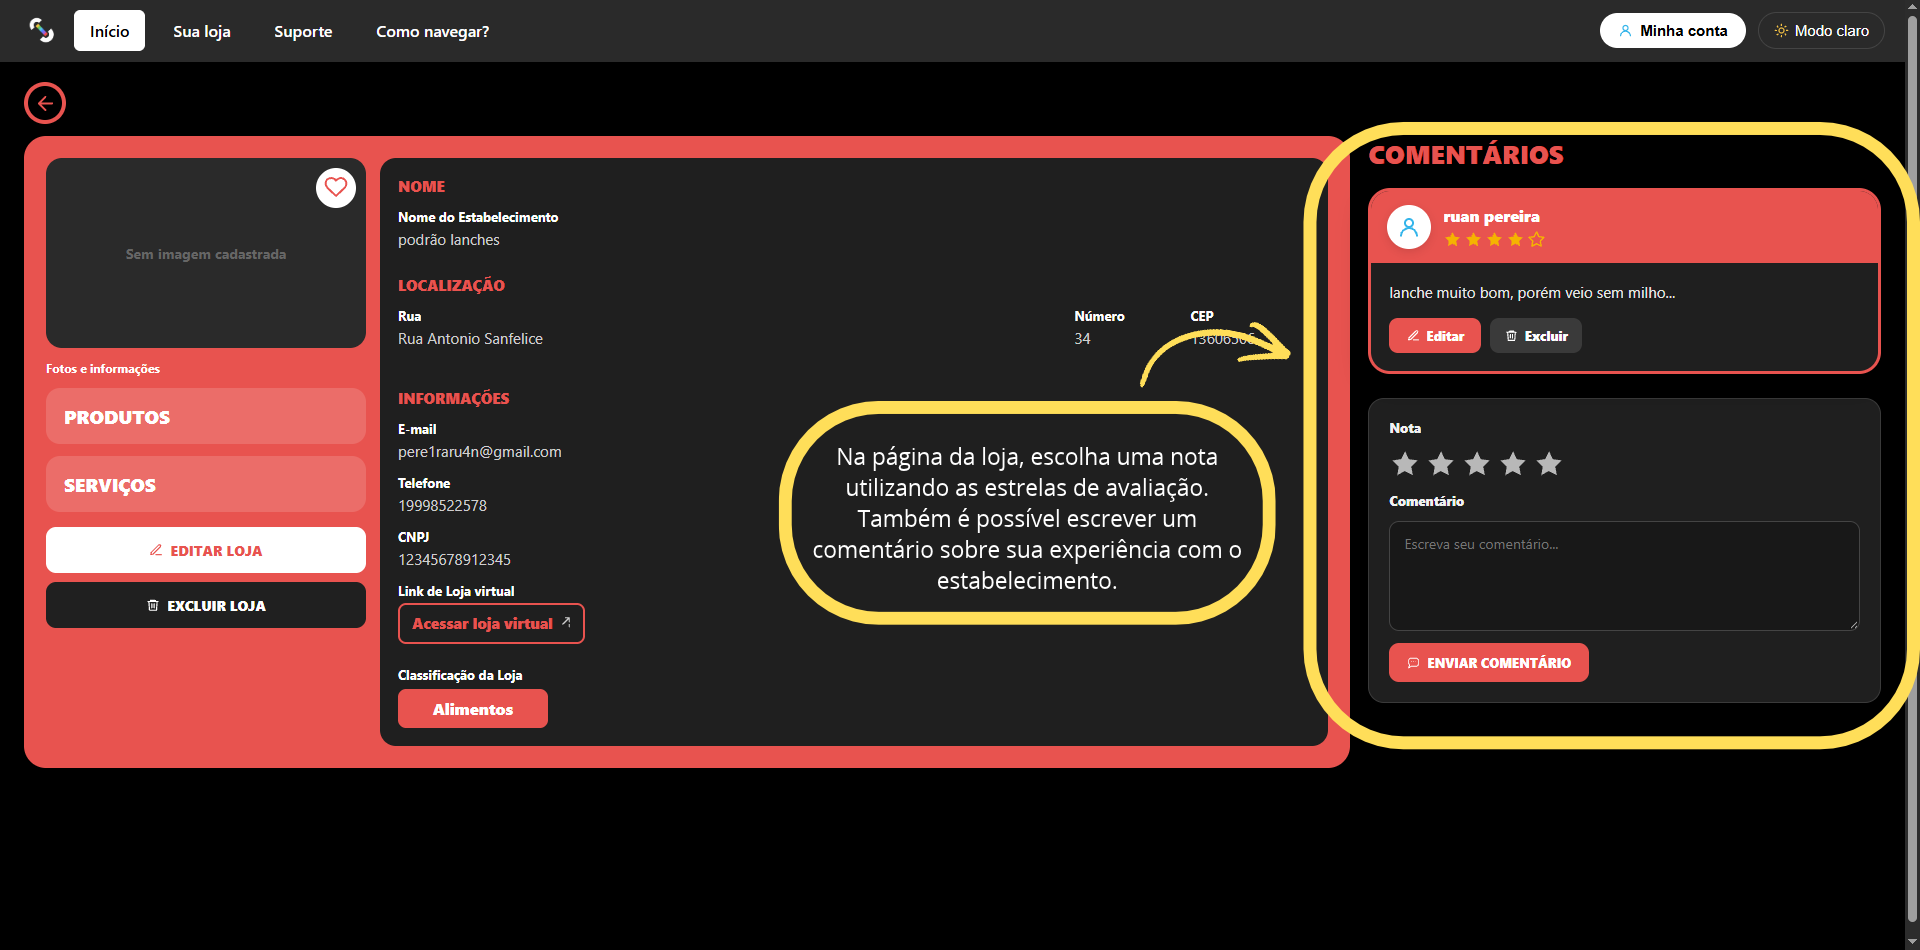 Início
Sua loja
Suporte
Como navegar?
Minha conta
Modo claro
Sem imagem cadastrada
Fotos e informações
PRODUTOS
SERVIÇOS
EDITAR LOJA
EXCLUIR LOJA
NOME
Nome do Estabelecimento
podrão lanches
LOCALIZAÇÃO
Rua
Rua Antonio Sanfelice
Número
34
CEP
INFORMAÇÕES
E-mail
pere1raru4n@gmail.com
Telefone
19998522578
CNPJ
12345678912345
Link de Loja virtual
Acessar loja virtual
Classificação da Loja
Alimentos
Na página da loja, escolha uma nota
utilizando as estrelas de avaliação.
Também é possível escrever um
comentário sobre sua experiência com o
estabelecimento.
COMENTÁRIOS
ruan pereira
lanche muito bom, porém veio sem milho...
Editar
Excluir
Nota
Comentário
Escreva seu comentário...
ENVIAR COMENTÁRIO